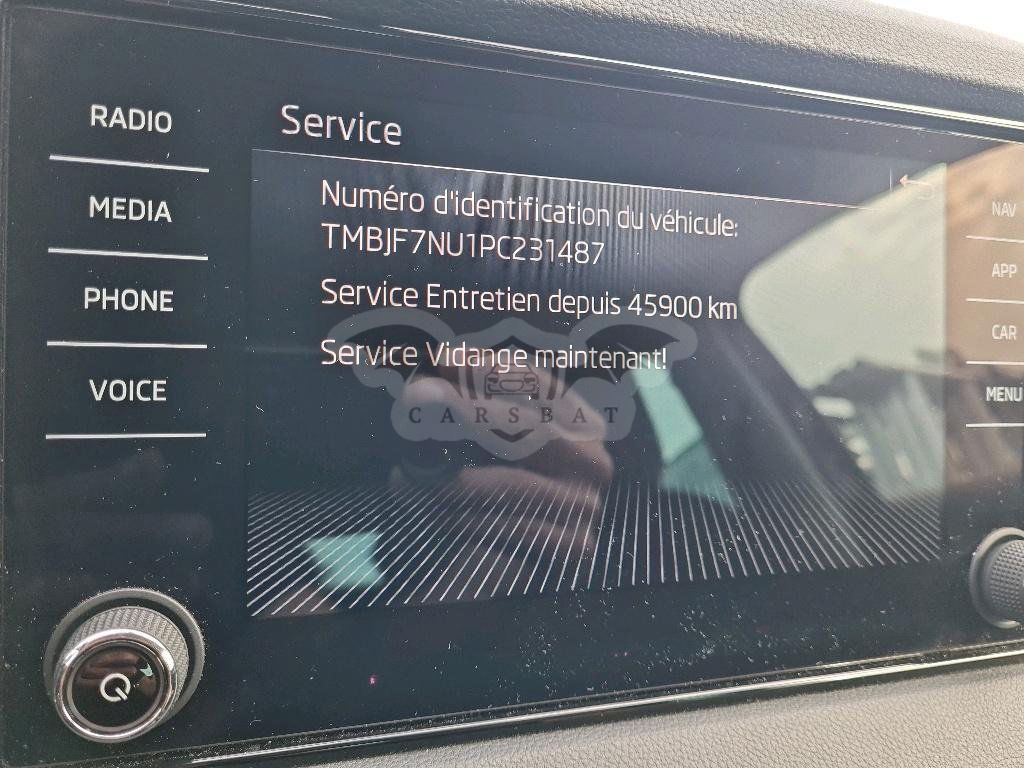 RADIO
MEDIA
PHONE
VOICE
Service
Numéro d'identification du véhicule:
TMBJF7NU1PC231487
Service Entretien depuis 45900 km
Service Vidange maintenant!
CARSBAT
NAV
APP
CAR
MENU